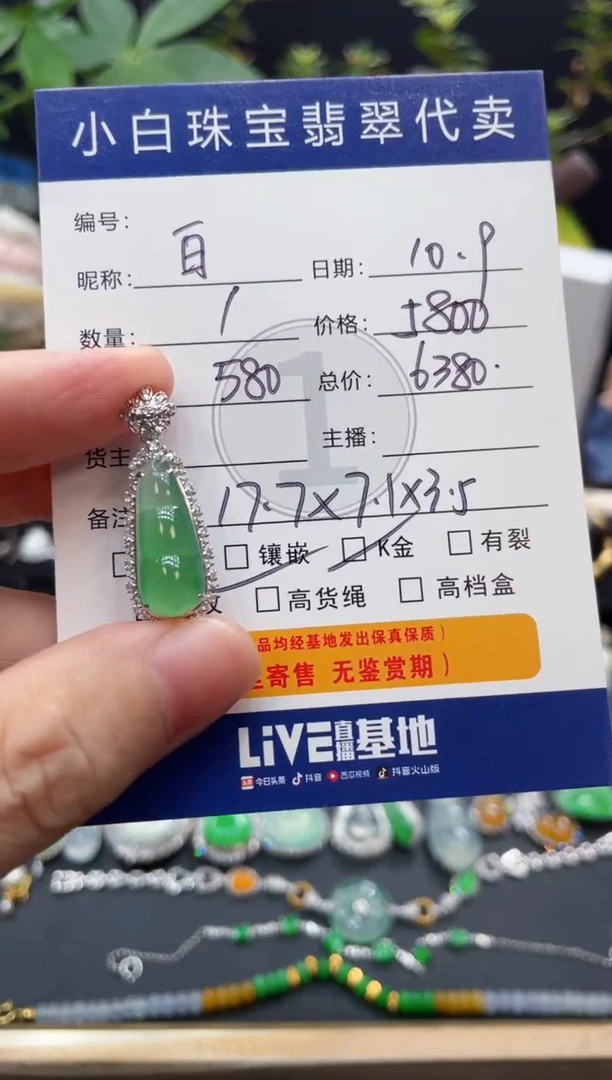 小白珠宝翡翠代卖
编号:
昵称: 百 日期: 10.9
数量: 1 价格: 5800
580 总价: 6380.
货主 主播:
备注 17.7×7.1×3.5
镶嵌 K金 有裂
高货绳 高档盒
品均经基地发出保真保质)
寄售 无鉴赏期)
LiVE直播基地
头条 今日头条 抖音 西瓜视频 抖音火山版